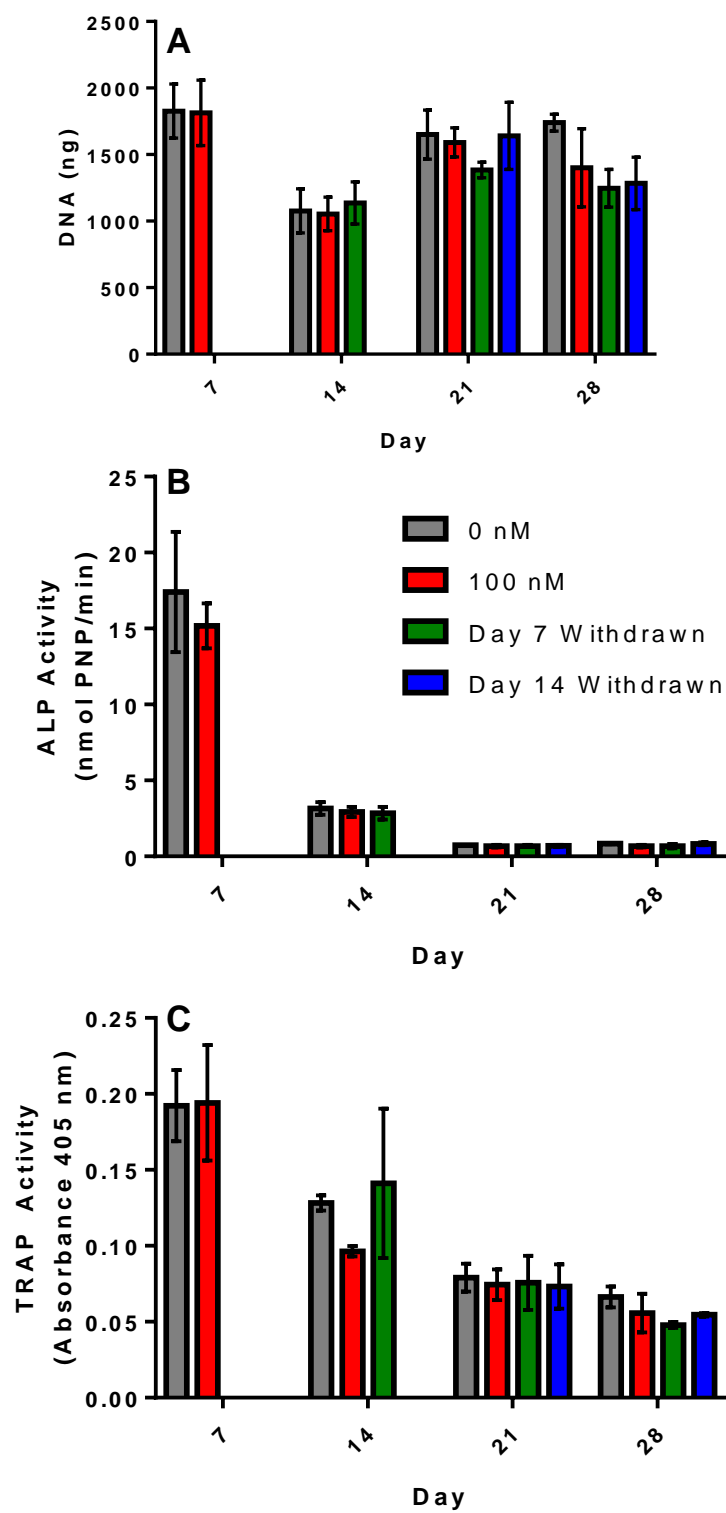 A
2500
2000
1500
1000
500
0
DNA (ng)
7 14 21 28
Day
B
25
20
15
10
5
0
ALP Activity
(nmol PNP/min)
0 nM
100 nM
Day 7 Withdrawn
Day 14 Withdrawn
7 14 21 28
Day
C
0.25
0.20
0.15
0.10
0.05
0.00
TRAP Activity
(Absorbance 405 nm)
7 14 21 28
Day